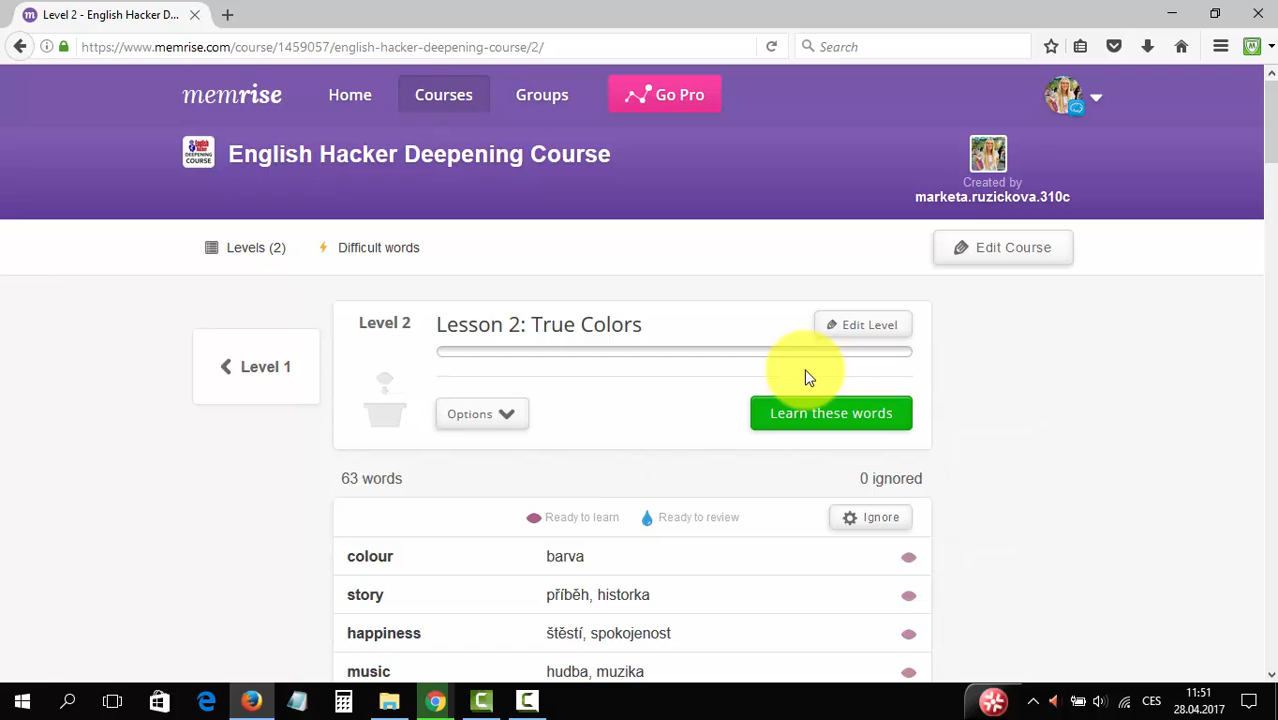 Level 2 - English Hacker D...
https://www.memrise.com/course/1459057/english-hacker-deepening-course/2/
Search
memrise
Home
Courses
Groups
Go Pro
English Hacker
DEEPENING
COURSE
English Hacker Deepening Course
Created by
marketa.ruzickova.310c
Levels (2)
Difficult words
Edit Course
Level 1
Level 2
Lesson 2: True Colors
Edit Level
Options
Learn these words
63 words
0 ignored
Ready to learn
Ready to review
Ignore
colour barva
story příběh, historka
happiness štěstí, spokojenost
music hudba, muzika
CES
11:51
28.04.2017